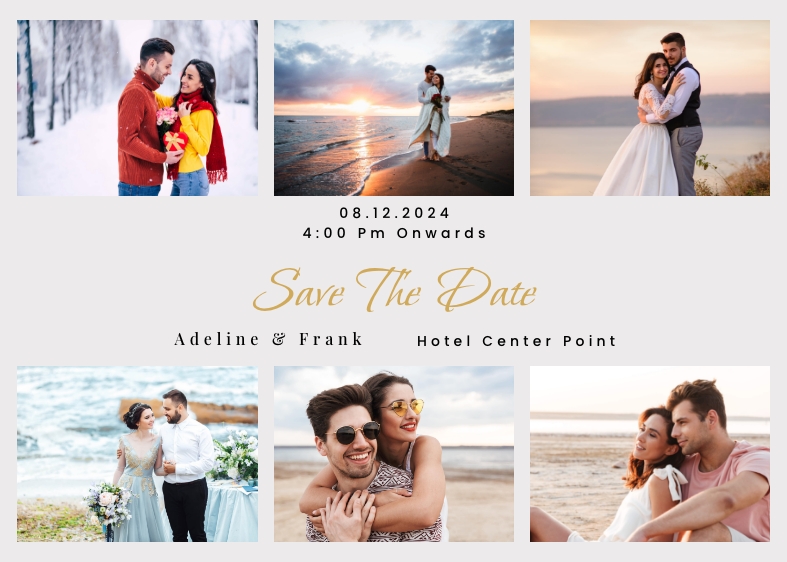 08.12.2024
4:00 Pm Onwards
Save The Date
Adeline & Frank
Hotel Center Point